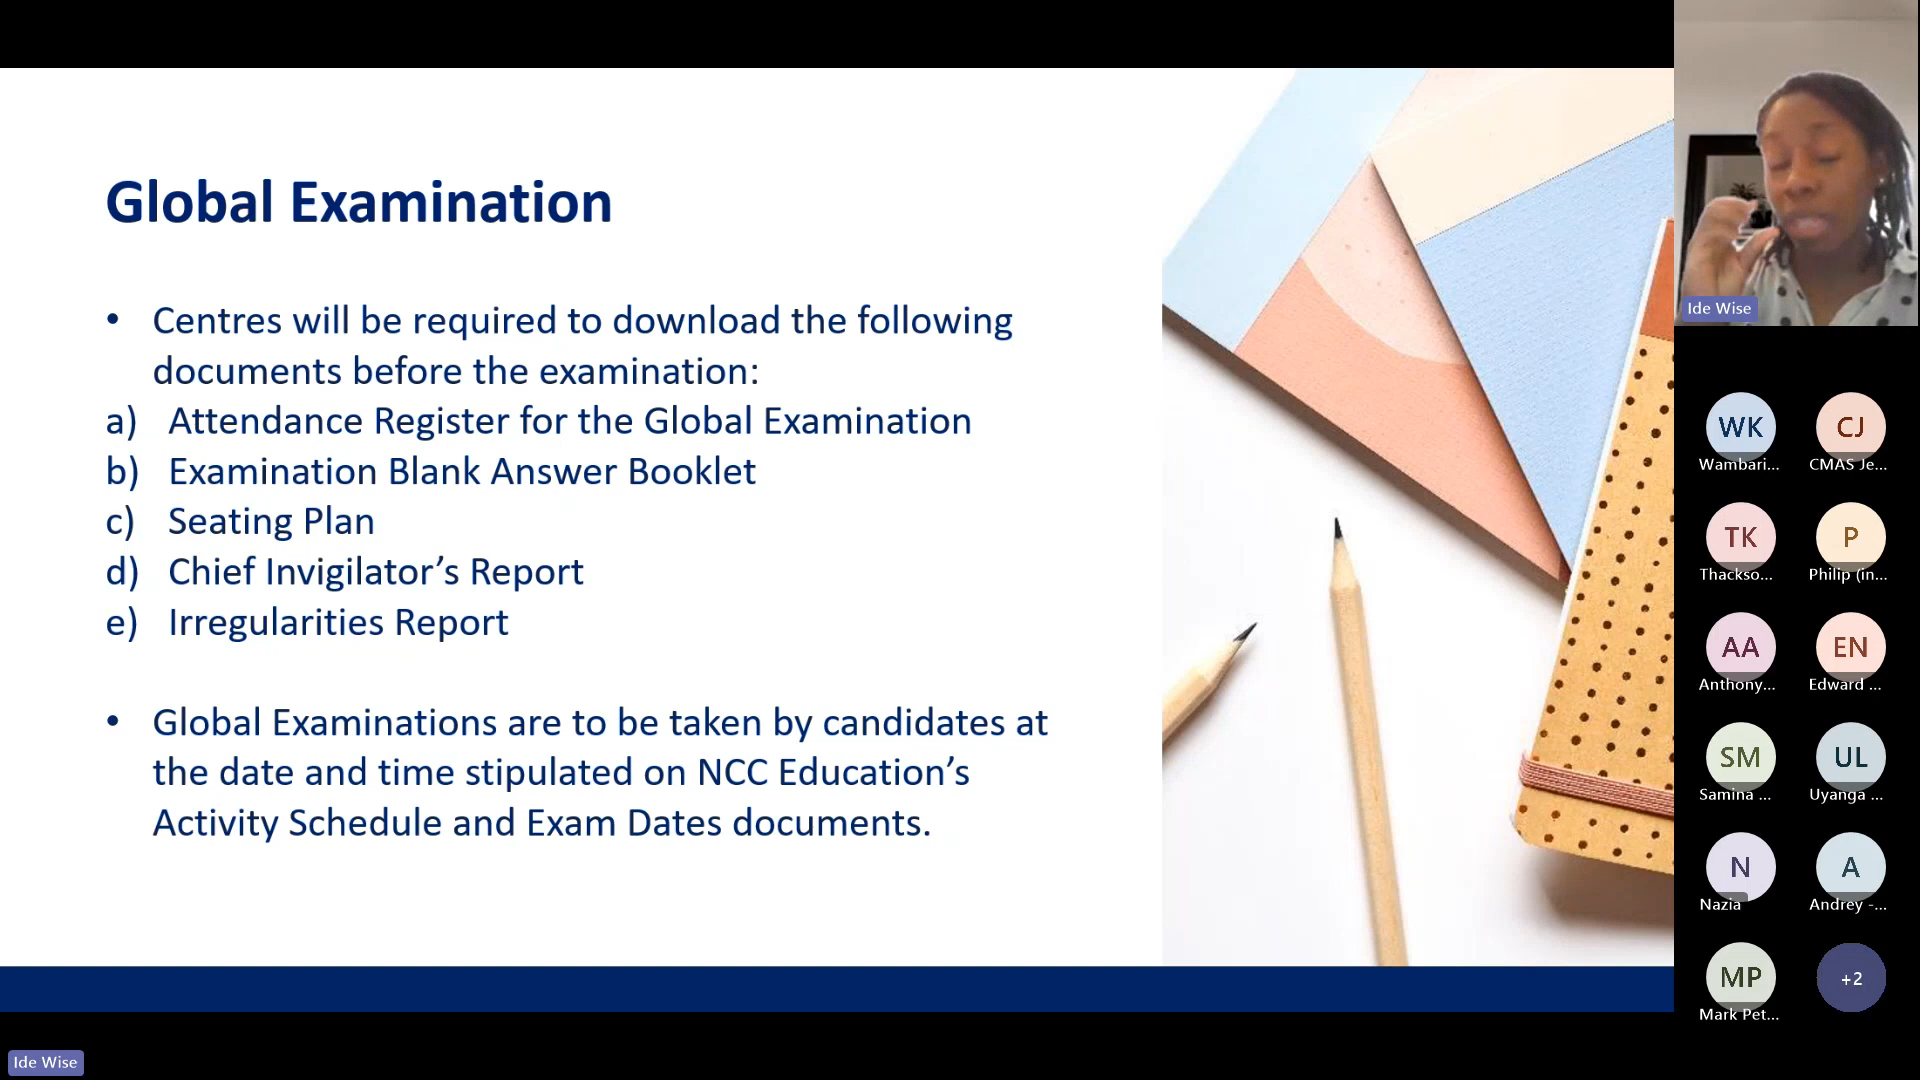 Global Examination
• Centres will be required to download the following
documents before the examination:
a) Attendance Register for the Global Examination
b) Examination Blank Answer Booklet
c) Seating Plan
d) Chief Invigilator’s Report
e) Irregularities Report
• Global Examinations are to be taken by candidates at
the date and time stipulated on NCC Education’s
Activity Schedule and Exam Dates documents.
Ide Wise
WK CJ
Wambari... CMAS Je...
TK P
Thackso... Philip (in...
AA EN
Anthony... Edward ...
SM UL
Samina ... Uyanga ...
N A
Nazia Andrey -...
MP +2
Mark Pet...
Ide Wise